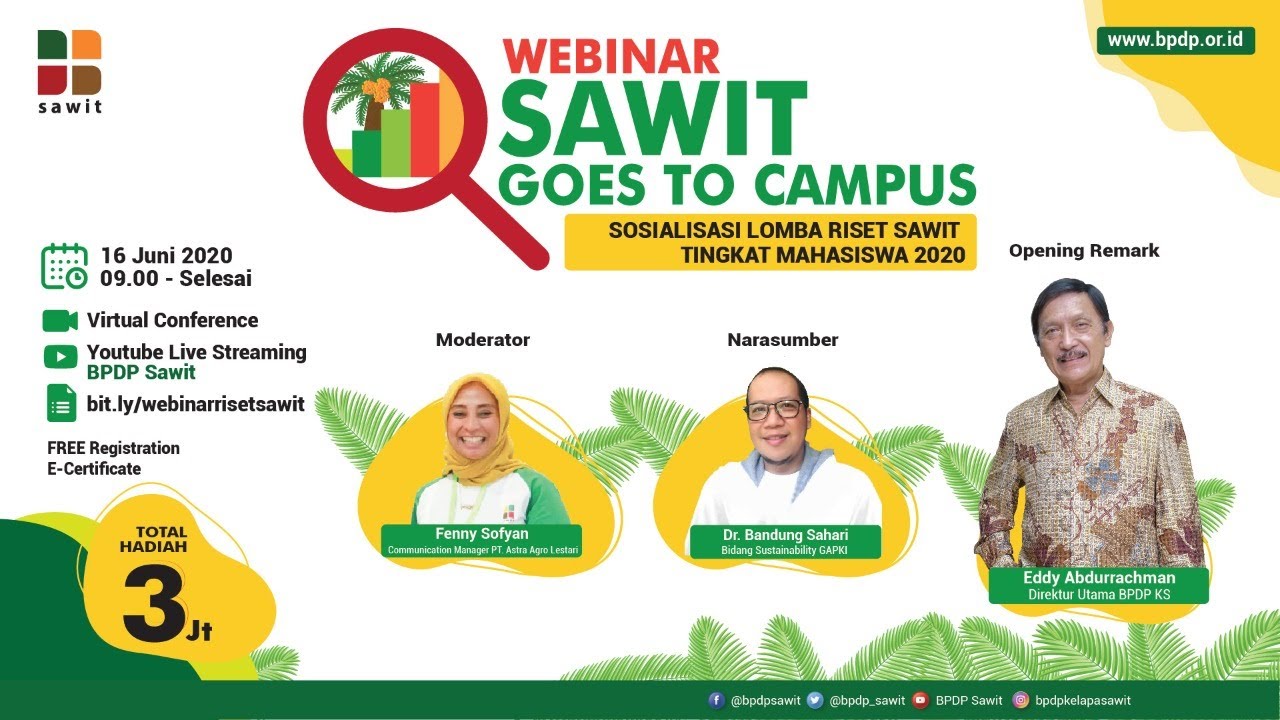 sawit
WEBINAR
SAWIT
GOES TO CAMPUS
SOSIALISASI LOMBA RISET SAWIT
TINGKAT MAHASISWA 2020
www.bpdp.or.id
16 Juni 2020
09.00 - Selesai
Virtual Conference
Youtube Live Streaming
BPDP Sawit
bit.ly/webinarrisetsawit
FREE Registration
E-Certificate
TOTAL
HADIAH
3Jt
Moderator
Fenny Sofyan
Communication Manager PT. Astra Agro Lestari
Narasumber
Dr. Bandung Sahari
Bidang Sustainability GAPKI
Opening Remark
Eddy Abdurrachman
Direktur Utama BPDP KS
@bpdpsawit @bpdp_sawit BPDP Sawit bpdpkelapasawit